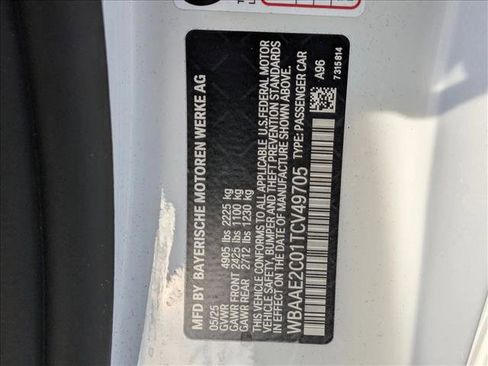 MFD BY BAYERISCHE MOTOREN WERKE AG
05/25
GVWR 4905 lbs 2225 kg
GAWR FRONT 2425 lbs 1100 kg
GAWR REAR 2712 lbs 1230 kg
THIS VEHICLE CONFORMS TO ALL APPLICABLE U.S.FEDERAL MOTOR
VEHICLE SAFETY, BUMPER AND THEFT PREVENTION STANDARDS
IN EFFECT ON THE DATE OF MANUFACTURE SHOWN ABOVE.
WBAAE2C01TCV49705 TYPE: PASSENGER CAR
A96
7315814